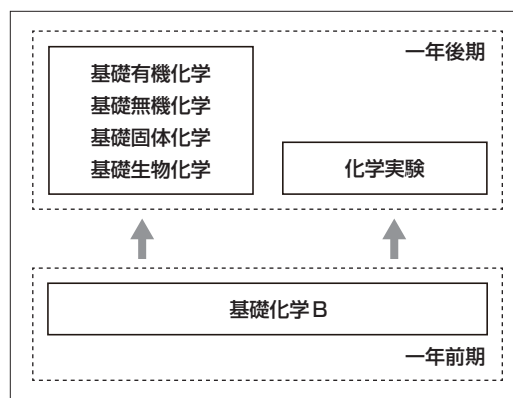 一年後期
基礎有機化学
基礎無機化学
基礎固体化学
基礎生物化学
化学実験
基礎化学B
一年前期